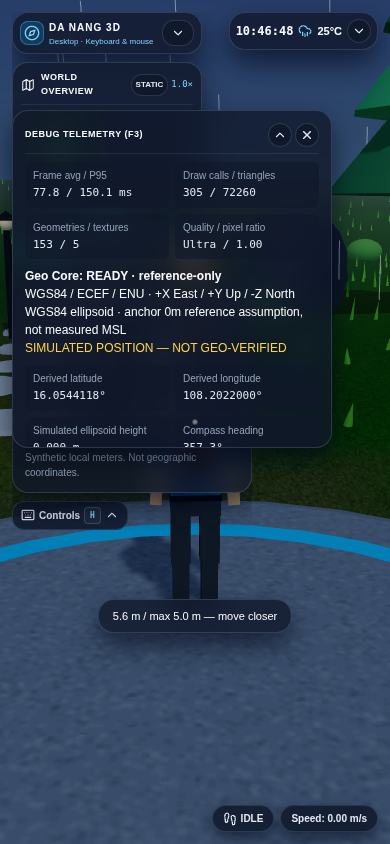 DA NANG 3D
Desktop · Keyboard & mouse
10:46:48
25°C
WORLD OVERVIEW
STATIC
1.0×
DEBUG TELEMETRY (F3)
Frame avg / P95
77.8 / 150.1 ms
Draw calls / triangles
305 / 72260
Geometries / textures
153 / 5
Quality / pixel ratio
Ultra / 1.00
Geo Core: READY · reference-only
WGS84 / ECEF / ENU · +X East / +Y Up / -Z North
WGS84 ellipsoid · anchor 0m reference assumption,
not measured MSL
SIMULATED POSITION — NOT GEO-VERIFIED
Derived latitude
16.0544118°
Derived longitude
108.2022000°
Simulated ellipsoid height
0.000 m
Compass heading
357.3°
Synthetic local meters. Not geographic
coordinates.
Controls H
5.6 m / max 5.0 m — move closer
IDLE
Speed: 0.00 m/s